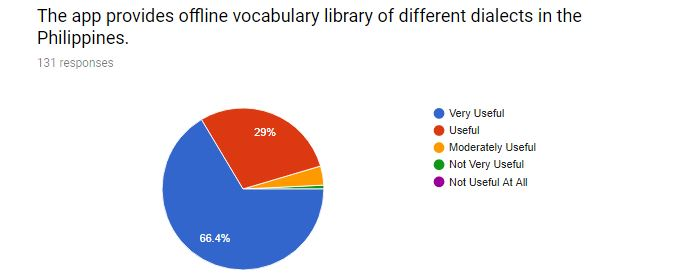 The app provides offline vocabulary library of different dialects in the
Philippines.
131 responses
29%
66.4%
Very Useful
Useful
Moderately Useful
Not Very Useful
Not Useful At All